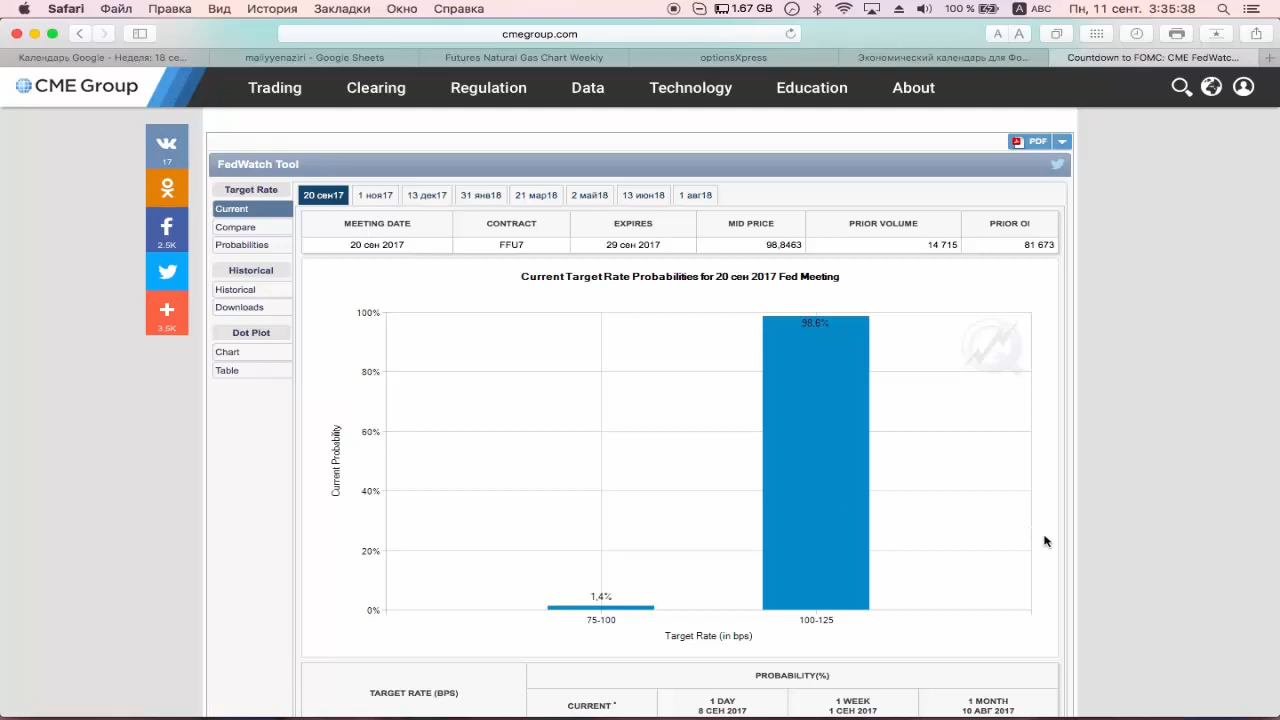 Safari Файл Правка Вид История Закладки Окно Справка 1.67 GB 100 % A ABC Пн, 11 сент. 3:35:38
cmegroup.com A A
Календарь Google - Неделя: 18 се... maliyyenaziri - Google Sheets Futures Natural Gas Chart Weekly optionsXpress Экономический календарь для Фо... Countdown to FOMC: CME FedWatc...
CME Group Trading Clearing Regulation Data Technology Education About
PDF
17
2.5K
3.5K
FedWatch Tool
Target Rate
Current
Compare
Probabilities
Historical
Historical
Downloads
Dot Plot
Chart
Table
20 сен17 1 ноя17 13 дек17 31 янв18 21 мар18 2 май18 13 июн18 1 авг18
MEETING DATE CONTRACT EXPIRES MID PRICE PRIOR VOLUME PRIOR OI
20 сен 2017 FFU7 29 сен 2017 98,8463 14 715 81 673
Current Target Rate Probabilities for 20 сен 2017 Fed Meeting
Current Probability
100%
80%
60%
40%
20%
0%
98,6%
1,4%
75-100 100-125
Target Rate (in bps)
TARGET RATE (BPS) PROBABILITY(%)
CURRENT * 1 DAY 1 WEEK 1 MONTH
8 СЕН 2017 1 СЕН 2017 10 АВГ 2017